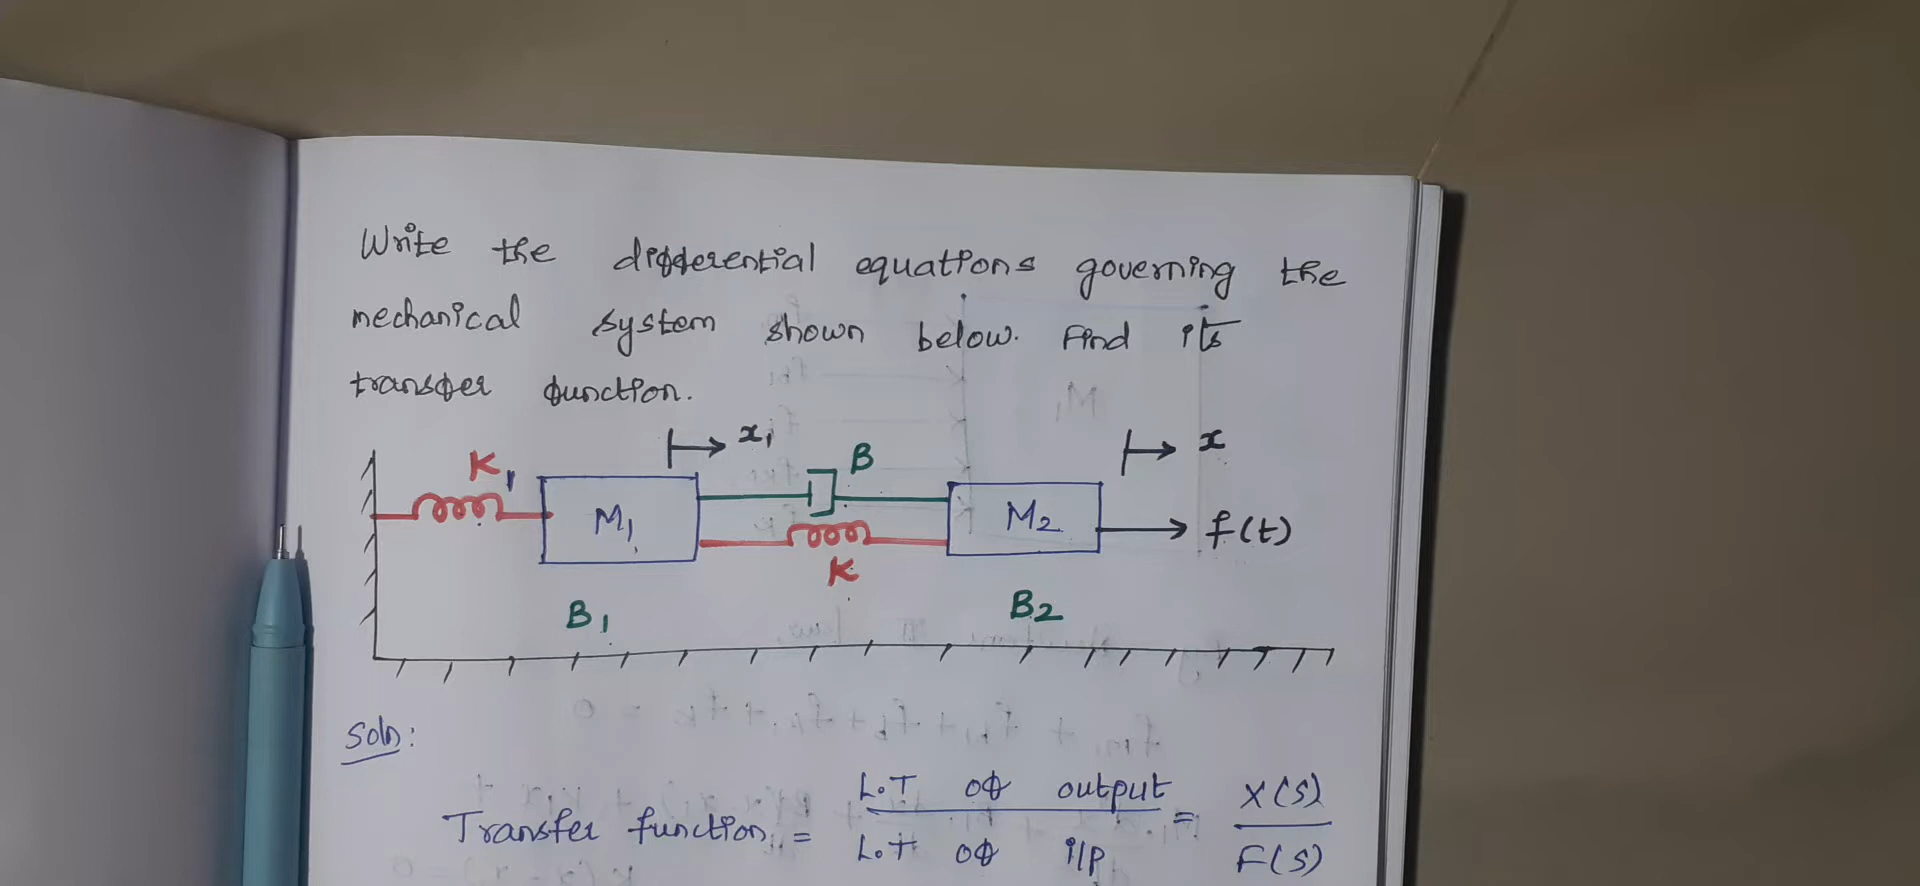 Write the differential equations governing the
mechanical system shown below. Find its
transfer function.
x1
x
K1
B
M1
M2
f(t)
K
B1
B2
Soln:
Transfer function = L.T of output / L.T of i/p = X(s) / F(s)